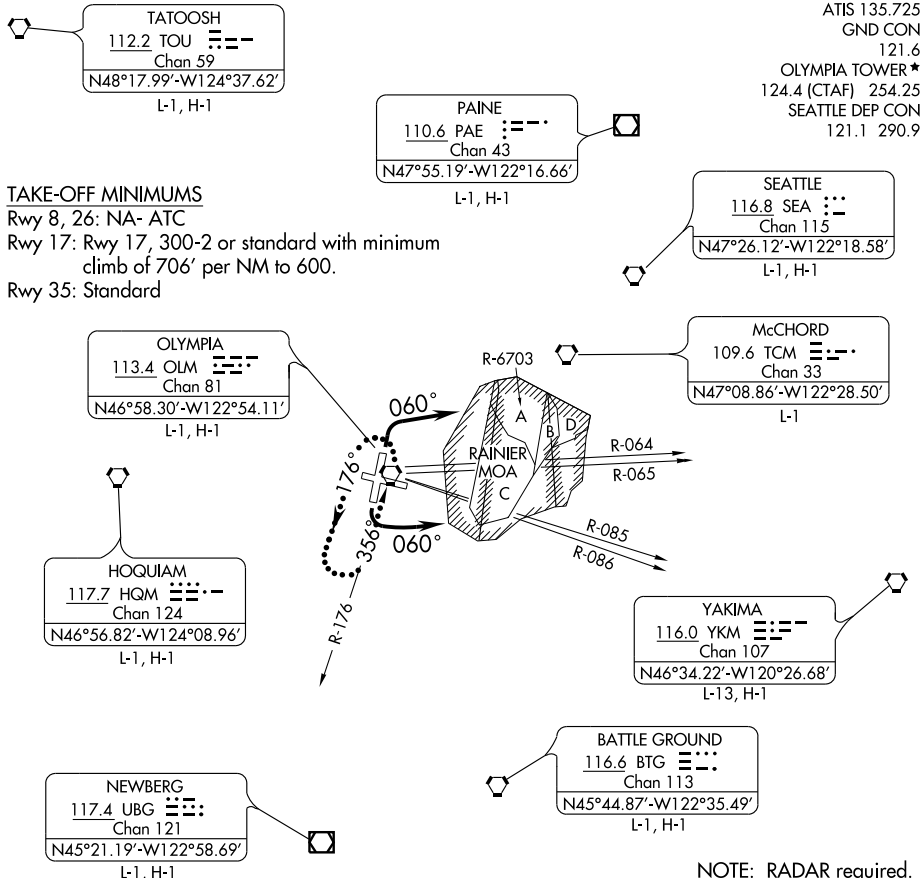 TATOOSH
112.2 TOU
Chan 59
N48°17.99'-W124°37.62'
L-1, H-1
ATIS 135.725
GND CON
121.6
OLYMPIA TOWER★
124.4 (CTAF) 254.25
SEATTLE DEP CON
121.1 290.9
PAINE
110.6 PAE
Chan 43
N47°55.19'-W122°16.66'
L-1, H-1
TAKE-OFF MINIMUMS
Rwy 8, 26: NA- ATC
Rwy 17: Rwy 17, 300-2 or standard with minimum
climb of 706' per NM to 600.
Rwy 35: Standard
SEATTLE
116.8 SEA
Chan 115
N47°26.12'-W122°18.58'
L-1, H-1
OLYMPIA
113.4 OLM
Chan 81
N46°58.30'-W122°54.11'
L-1, H-1
McCHORD
109.6 TCM
Chan 33
N47°08.86'-W122°28.50'
L-1
R-6703
A
B
D
RAINIER
MOA
C
060°
060°
176°
356°
R-064
R-065
R-085
R-086
R-176
HOQUIAM
117.7 HQM
Chan 124
N46°56.82'-W124°08.96'
L-1, H-1
YAKIMA
116.0 YKM
Chan 107
N46°34.22'-W120°26.68'
L-13, H-1
BATTLE GROUND
116.6 BTG
Chan 113
N45°44.87'-W122°35.49'
L-1, H-1
NEWBERG
117.4 UBG
Chan 121
N45°21.19'-W122°58.69'
L-1, H-1
NOTE: RADAR required.